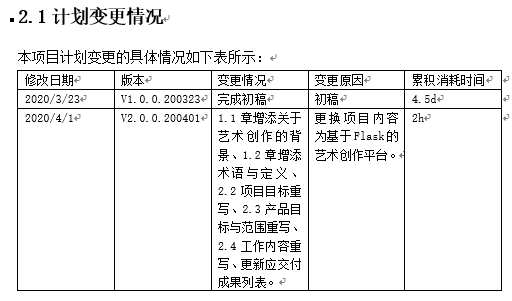 2.1 计划变更情况
本项目计划变更的具体情况如下表所示：
修改日期 版本 变更情况 变更原因 累积消耗时间
2020/3/23 V1.0.0.200323 完成初稿 初稿 4.5d
2020/4/1 V2.0.0.200401 1.1 章增添关于 更换项目内容 2h
艺术创作的背 为基于Flask的
景、1.2 章增添 艺术创作平台。
术语与定义、
2.2 项目目标重
写、2.3 产品目
标与范围重写、
2.4 工作内容重
写、更新应交付
成果列表。